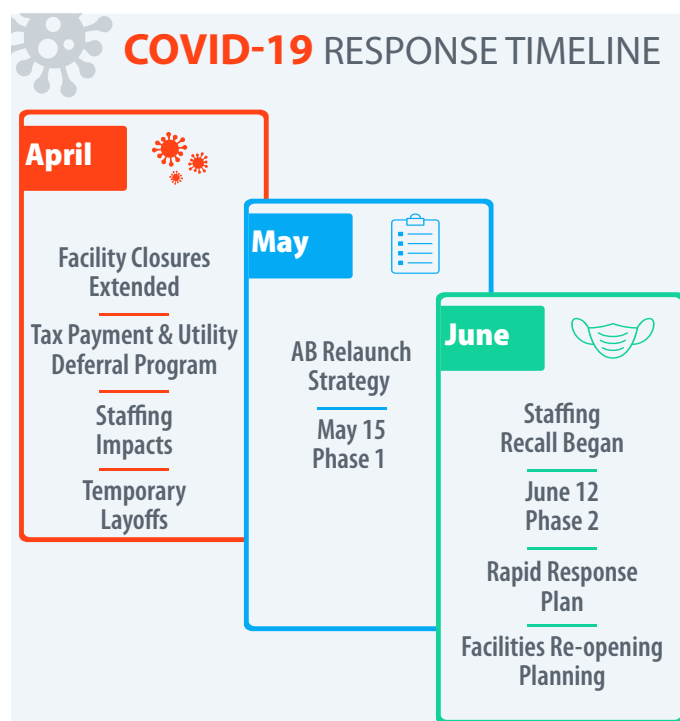 COVID-19 RESPONSE TIMELINE
April
Facility Closures
Extended
Tax Payment & Utility
Deferral Program
Staffing
Impacts
Temporary
Layoffs
May
AB Relaunch
Strategy
May 15
Phase 1
June
Staffing
Recall Began
June 12
Phase 2
Rapid Response
Plan
Facilities Re-opening
Planning